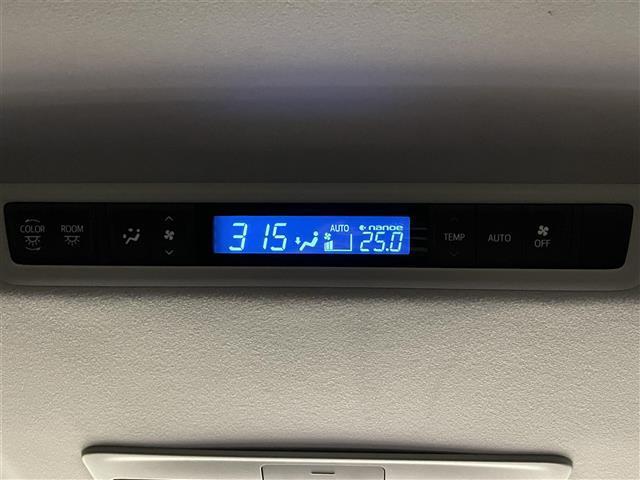 COLOR
ROOM
315
AUTO
nanoe
25.0
TEMP
AUTO
OFF